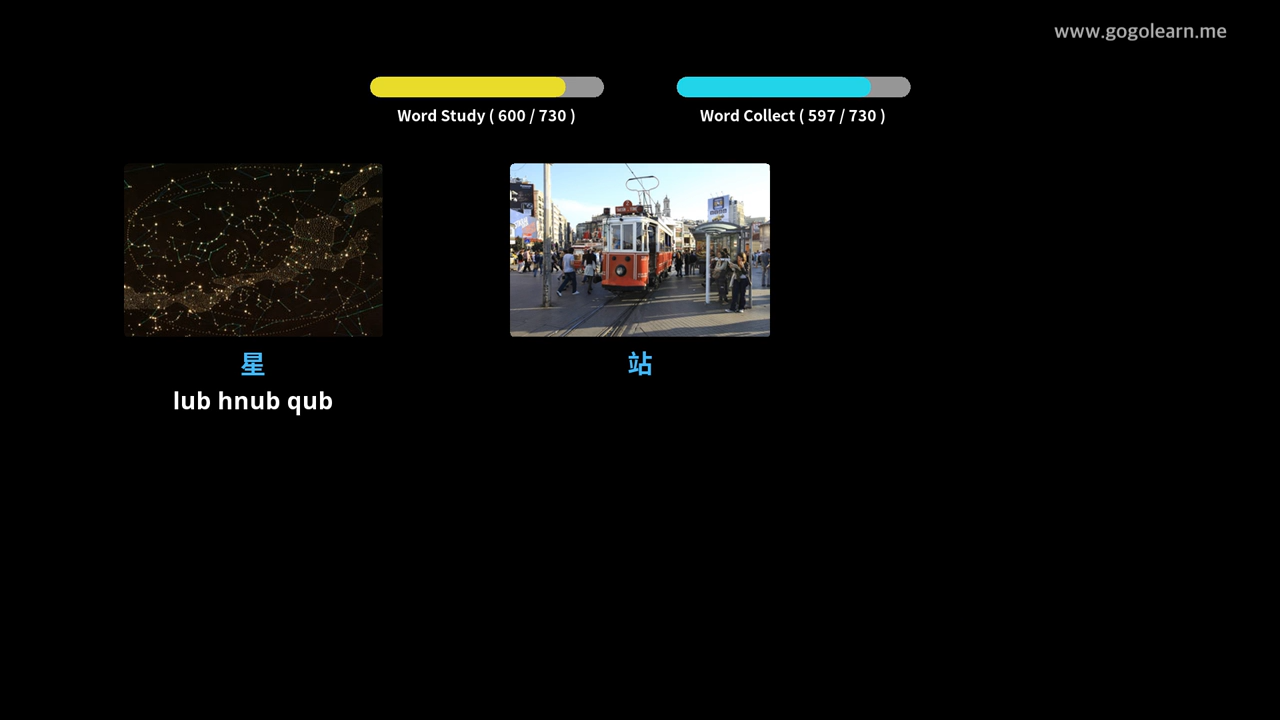 www.gogolearn.me
Word Study ( 600 / 730 )
Word Collect ( 597 / 730 )
星
lub hnub qub
站